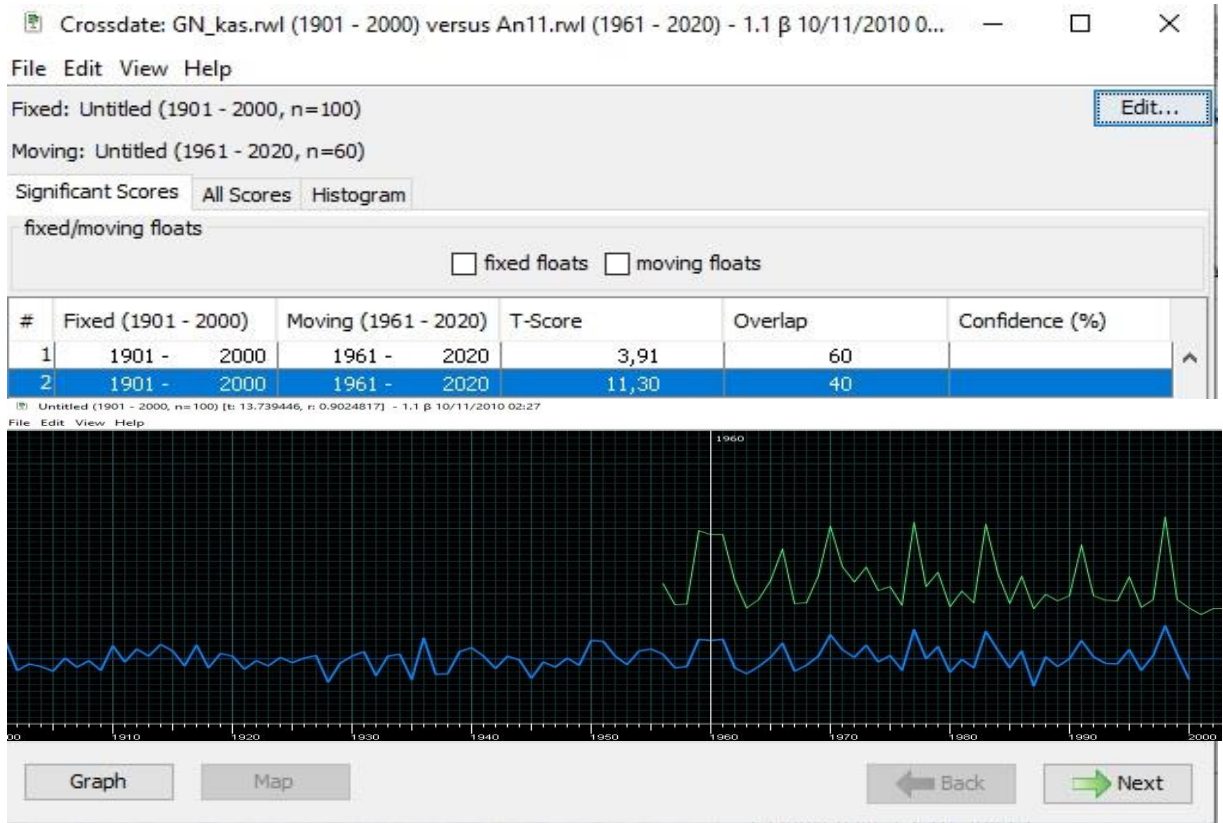 Crossdate: GN_kas.rwl (1901 - 2000) versus An11.rwl (1961 - 2020) - 1.1 β 10/11/2010 0...
File Edit View Help
Fixed: Untitled (1901 - 2000, n=100)
Edit...
Moving: Untitled (1961 - 2020, n=60)
Significant Scores All Scores Histogram
fixed/moving floats
fixed floats moving floats
# Fixed (1901 - 2000) Moving (1961 - 2020) T-Score Overlap Confidence (%)
1 1901 - 2000 1961 - 2020 3,91 60
2 1901 - 2000 1961 - 2020 11,30 40
Untitled (1901 - 2000, n=100) [t: 13.739446, r: 0.9024817] - 1.1 β 10/11/2010 02:27
File Edit View Help
1960
00 1910 1920 1930 1940 1950 1960 1970 1980 1990 2000
Graph Map Back Next